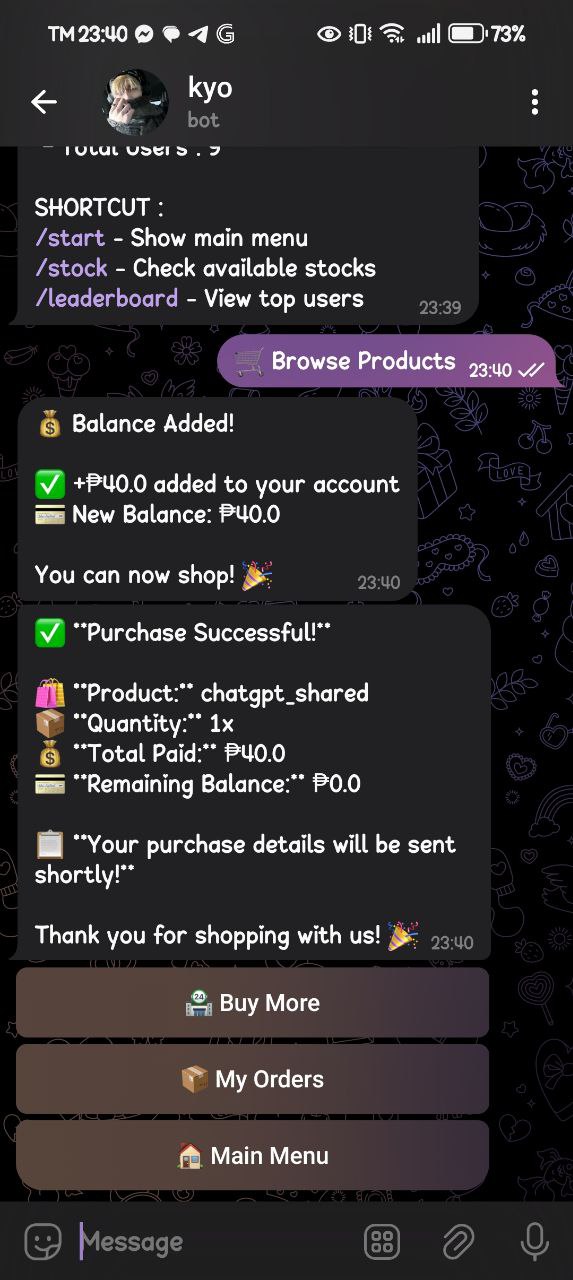 TM 23:40 73%
kyo
bot
- Total Users : 9
SHORTCUT :
/start - Show main menu
/stock - Check available stocks
/leaderboard - View top users
23:39
🛒 Browse Products 23:40
💰 Balance Added!
✅ +₱40.0 added to your account
💳 New Balance: ₱40.0
You can now shop! 🎉 23:40
✅ **Purchase Successful!**
🛍️ **Product:** chatgpt_shared
📦 **Quantity:** 1x
💰 **Total Paid:** ₱40.0
💳 **Remaining Balance:** ₱0.0
📋 **Your purchase details will be sent
shortly!**
Thank you for shopping with us! 🎉 23:40
🏧 Buy More
📦 My Orders
🏠 Main Menu
Message